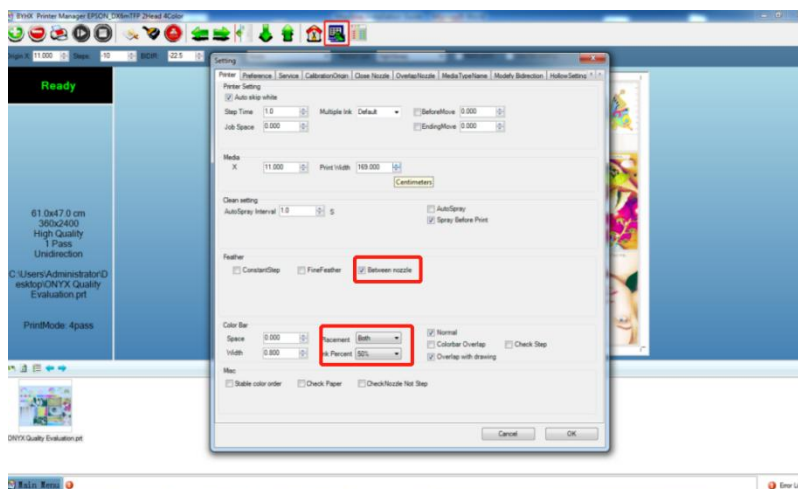 BYHX Printer Manager EPSON_DX6mTFP 2Head 4Color
Origin X: 11.000 Steps: -10 BIDIR: -22.5
Ready
61.0x47.0 cm
360x2400
High Quality
1 Pass
Unidirection
C:\Users\Administrator\D
esktop\ONYX Quality
Evaluation.prt
PrintMode: 4pass
Setting
Printer Preference Service CalibrationOrigin Close Nozzle OverlapNozzle MediaTypeName Modefy Bidirection HollowSetting
Printer Setting
Auto skip white
Step Time 1.0 Multiple Ink Default BeforeMove 0.000
Job Space 0.000 EndingMove 0.000
Media
X 11.000 Print Width 169.000
Centimeters
Clean setting
AutoSpray Interval 1.0 S AutoSpray
Spray Before Print
Feather
ConstantStep FineFeather Between nozzle
Color Bar
Space 0.000 Placement Both Normal
Colorbar Overlap Check Step
Width 0.800 Ink Percent 50% Overlap with drawing
Misc
Stable color order Check Paper CheckNozzle Not Step
Cancel OK
ONYX Quality Evaluation.prt
Main Menu